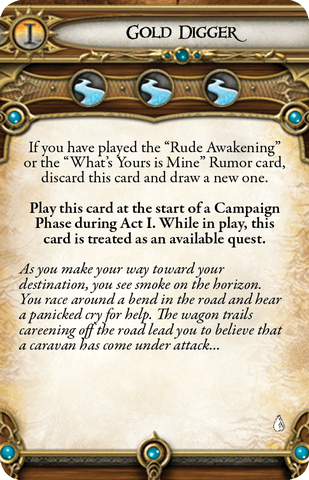 I
Gold Digger
If you have played the “Rude Awakening”
or the “What’s Yours is Mine” Rumor card,
discard this card and draw a new one.
Play this card at the start of a Campaign
Phase during Act I. While in play, this
card is treated as an available quest.
As you make your way toward your
destination, you see smoke on the horizon.
You race around a bend in the road and hear
a panicked cry for help. The wagon trails
careening off the road lead you to believe that
a caravan has come under attack...